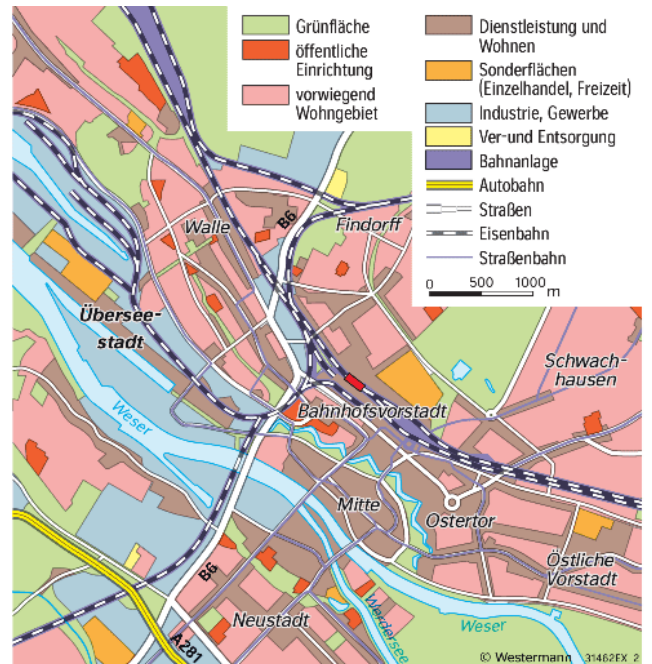 Grünfläche
öffentliche
Einrichtung
vorwiegend
Wohngebiet
Dienstleistung und
Wohnen
Sonderflächen
(Einzelhandel, Freizeit)
Industrie, Gewerbe
Ver-und Entsorgung
Bahnanlage
Autobahn
Straßen
Eisenbahn
Straßenbahn
0 500 1000
m
Walle
B6
Findorff
Übersee-
stadt
Schwach-
hausen
Weser
Bahnhofsvorstadt
Mitte
Ostertor
Östliche
Vorstadt
B6
Neustadt
Werdersee
Weser
A281
© Westermann 31462EX_2